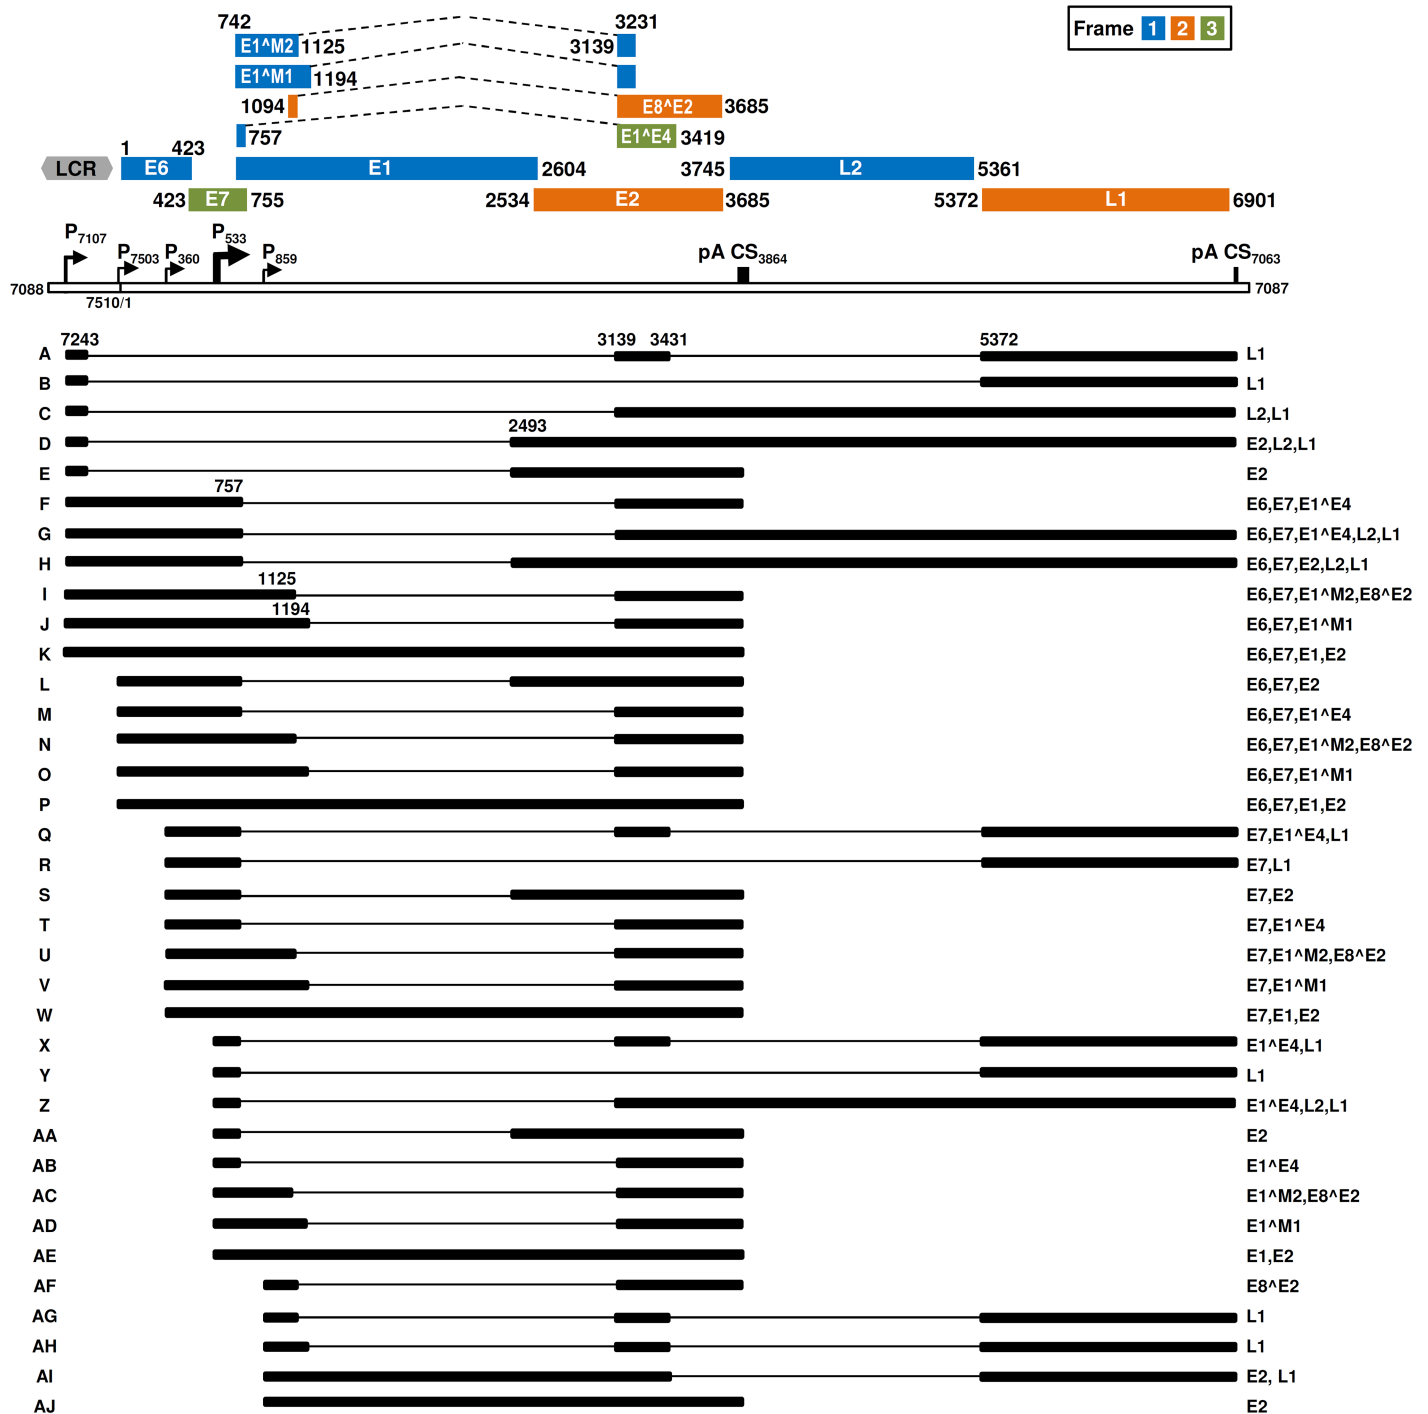 742 3231 Frame 1 2 3
E1^M2 1125 3139
E1^M1 1194
1094 E8^E2 3685
757 E1^E4 3419
1 423
LCR E6 E1 2604 3745 L2 5361
423 E7 755 2534 E2 3685 5372 L1 6901
P7107 P7503 P360 P533 P859 pA CS3864 pA CS7063
7088 7087
7510/1
7243 3139 3431 5372
A L1
B L1
C L2,L1
2493
D E2,L2,L1
E E2
757
F E6,E7,E1^E4
G E6,E7,E1^E4,L2,L1
H E6,E7,E2,L2,L1
1125
I E6,E7,E1^M2,E8^E2
1194
J E6,E7,E1^M1
K E6,E7,E1,E2
L E6,E7,E2
M E6,E7,E1^E4
N E6,E7,E1^M2,E8^E2
O E6,E7,E1^M1
P E6,E7,E1,E2
Q E7,E1^E4,L1
R E7,L1
S E7,E2
T E7,E1^E4
U E7,E1^M2,E8^E2
V E7,E1^M1
W E7,E1,E2
X E1^E4,L1
Y L1
Z E1^E4,L2,L1
AA E2
AB E1^E4
AC E1^M2,E8^E2
AD E1^M1
AE E1,E2
AF E8^E2
AG L1
AH L1
AI E2, L1
AJ E2